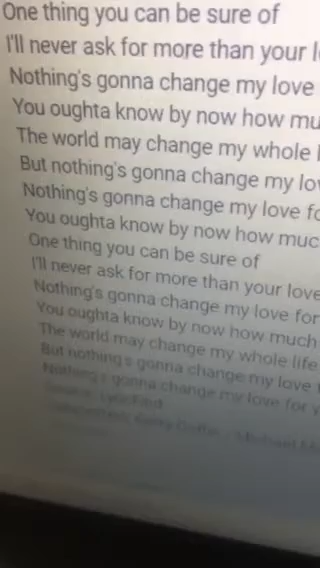 One thing you can be sure of
I'll never ask for more than your
Nothing's gonna change my love
You oughta know by now how
The world may change my whole
But nothing's gonna change my
Nothing's gonna change my love
You oughta know by now how
One thing you can be sure of
I'll never ask for more than your love
Nothing's gonna change my love for
You oughta know by now how much
The world may change my whole life
But nothing's gonna change my love
Nothing's gonna change my love for